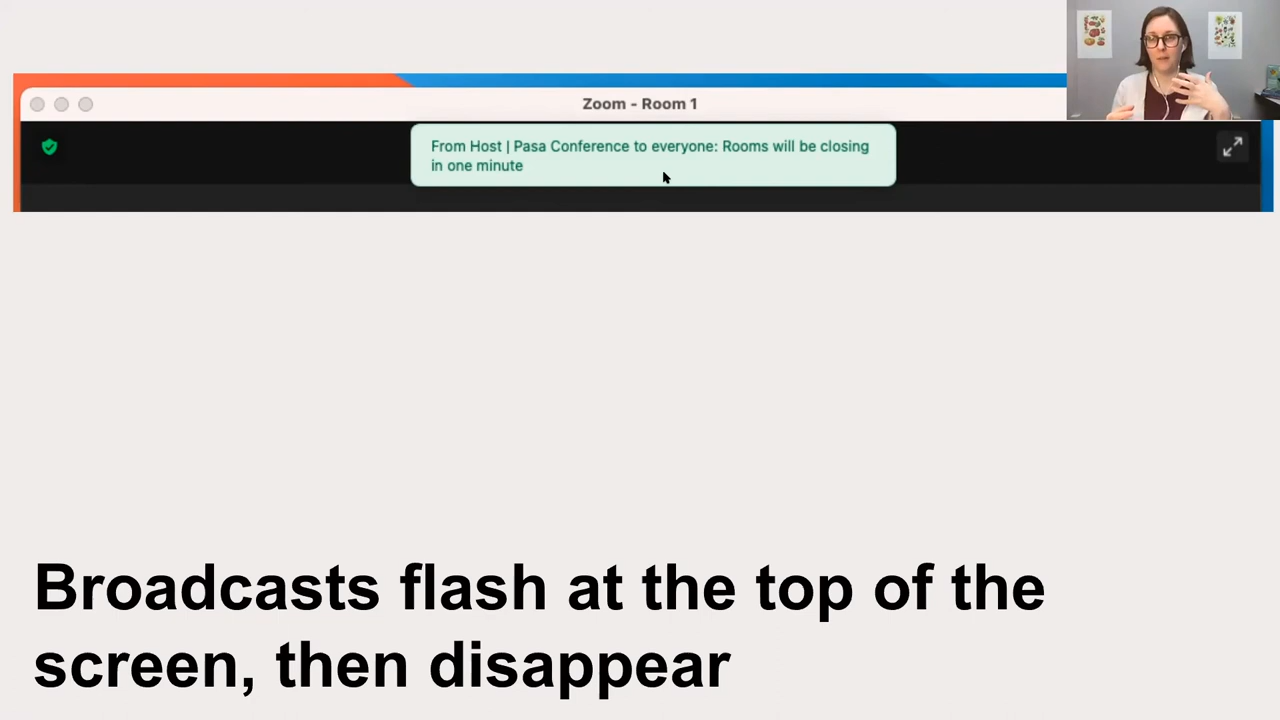 Zoom - Room 1
From Host | Pasa Conference to everyone: Rooms will be closing
in one minute
Broadcasts flash at the top of the
screen, then disappear